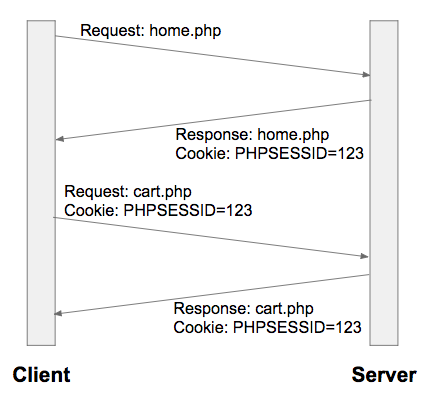 Request: home.php
Response: home.php
Cookie: PHPSESSID=123
Request: cart.php
Cookie: PHPSESSID=123
Response: cart.php
Cookie: PHPSESSID=123
Client
Server